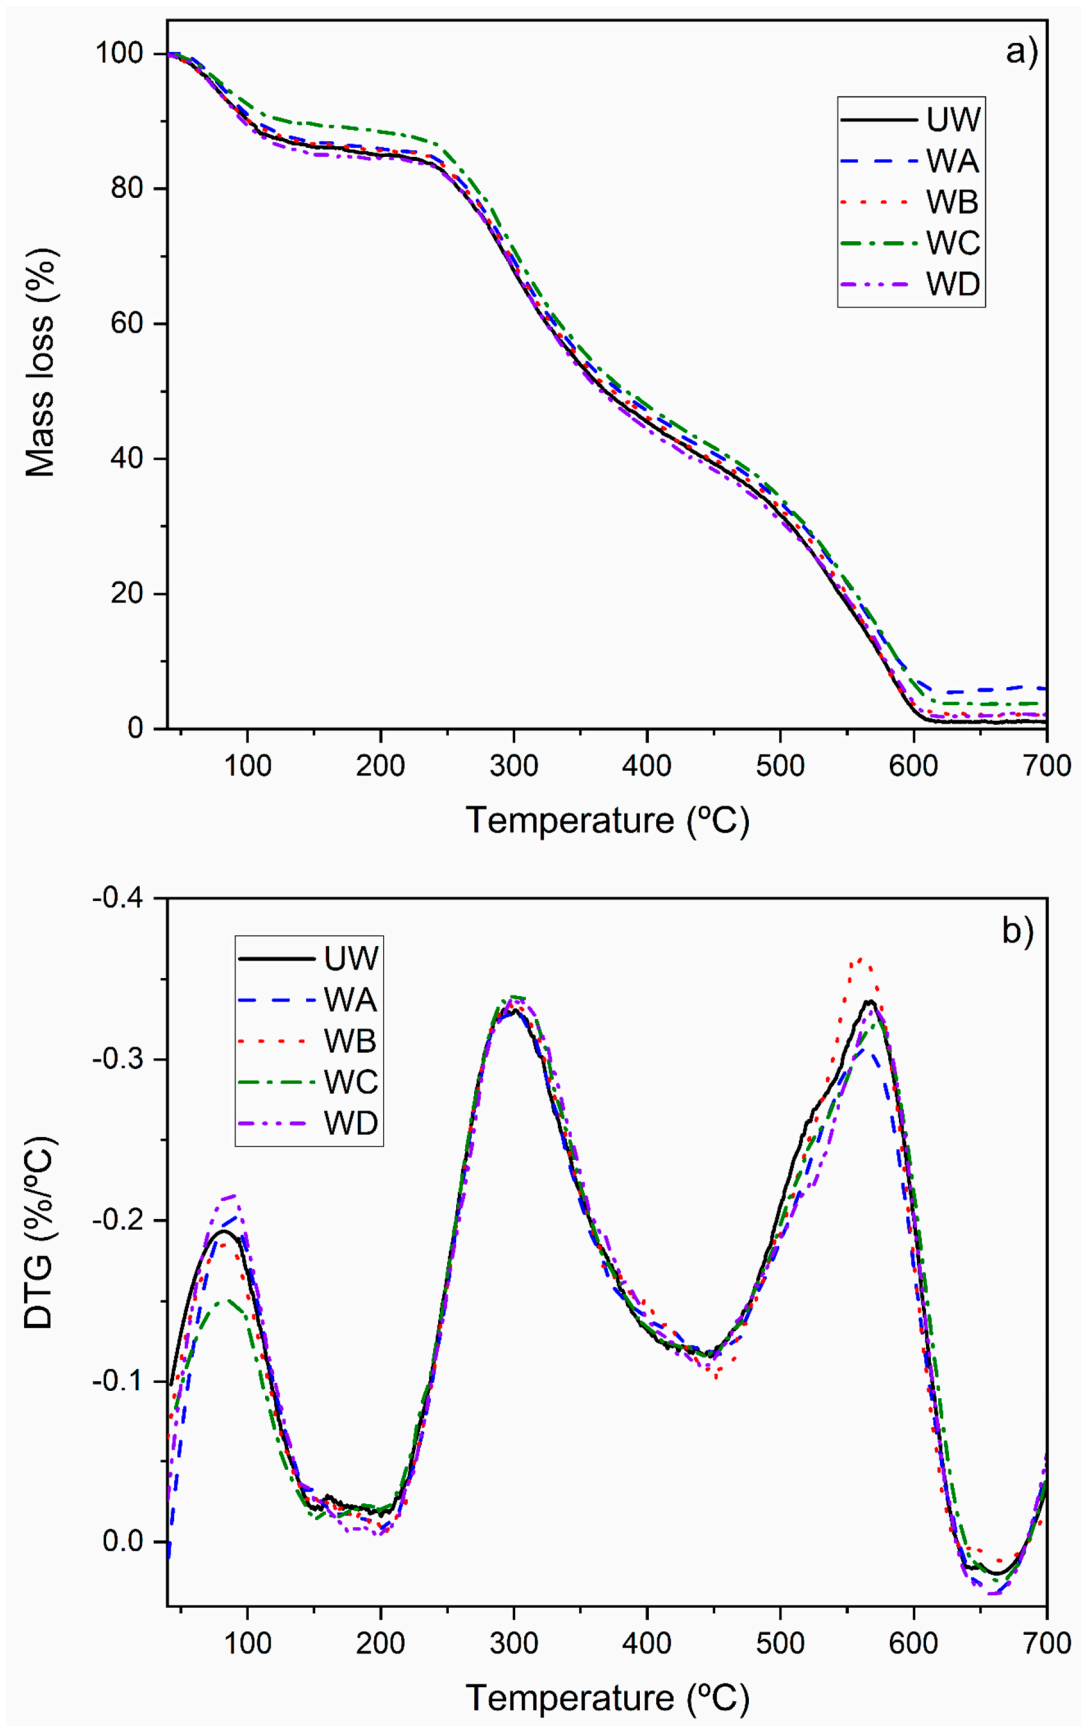 a)
100
80
60
40
20
0
Mass loss (%)
UW
WA
WB
WC
WD
100 200 300 400 500 600 700
Temperature (ºC)
b)
-0.4
-0.3
-0.2
-0.1
0.0
DTG (%/ºC)
UW
WA
WB
WC
WD
100 200 300 400 500 600 700
Temperature (ºC)